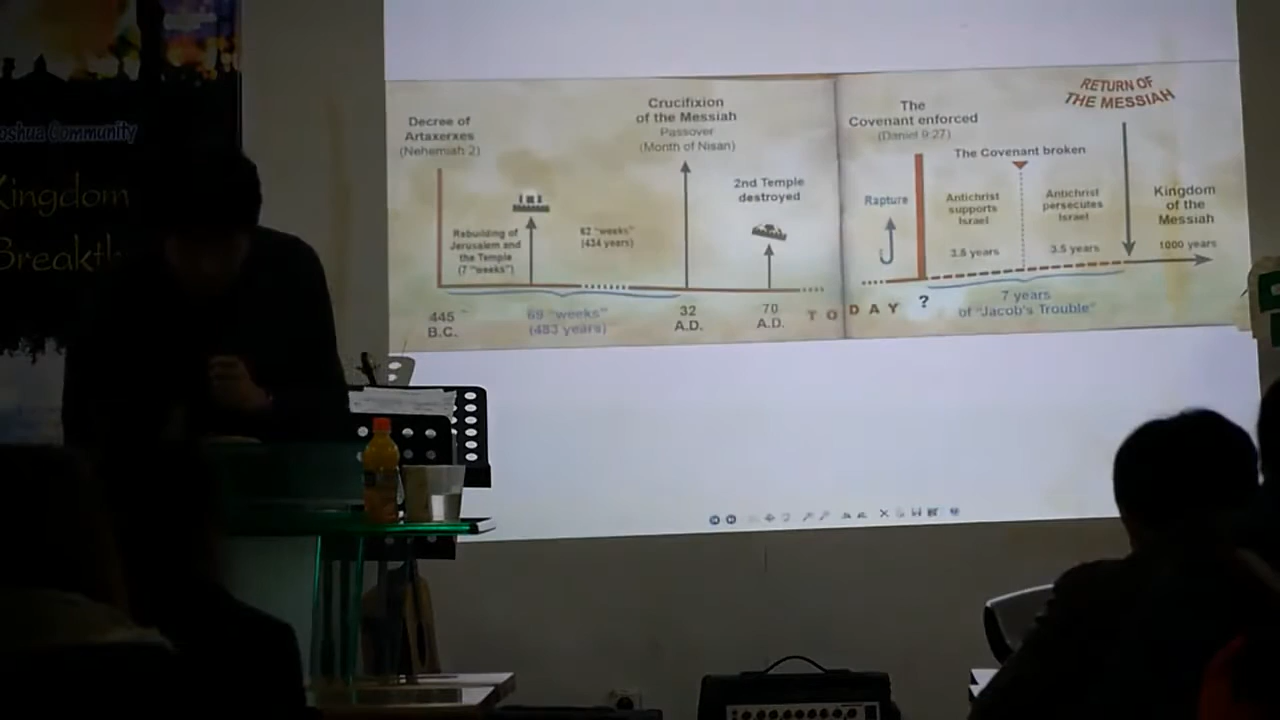 oshua Community
Kingdom
Breakth
Decree of
Artaxerxes
(Nehemiah 2)
Rebuilding of
Jerusalem and
the Temple
(7 "weeks")
62 "weeks"
(434 years)
Crucifixion
of the Messiah
Passover
(Month of Nisan)
2nd Temple
destroyed
The
Covenant enforced
(Daniel 9:27)
Rapture
The Covenant broken
Antichrist
supports
Israel
3.5 years
Antichrist
persecutes
Israel
3.5 years
RETURN OF
THE MESSIAH
Kingdom
of the
Messiah
1000 years
445
B.C.
69 "weeks"
(483 years)
32
A.D.
70
A.D.
TODAY ?
7 years
of "Jacob's Trouble"